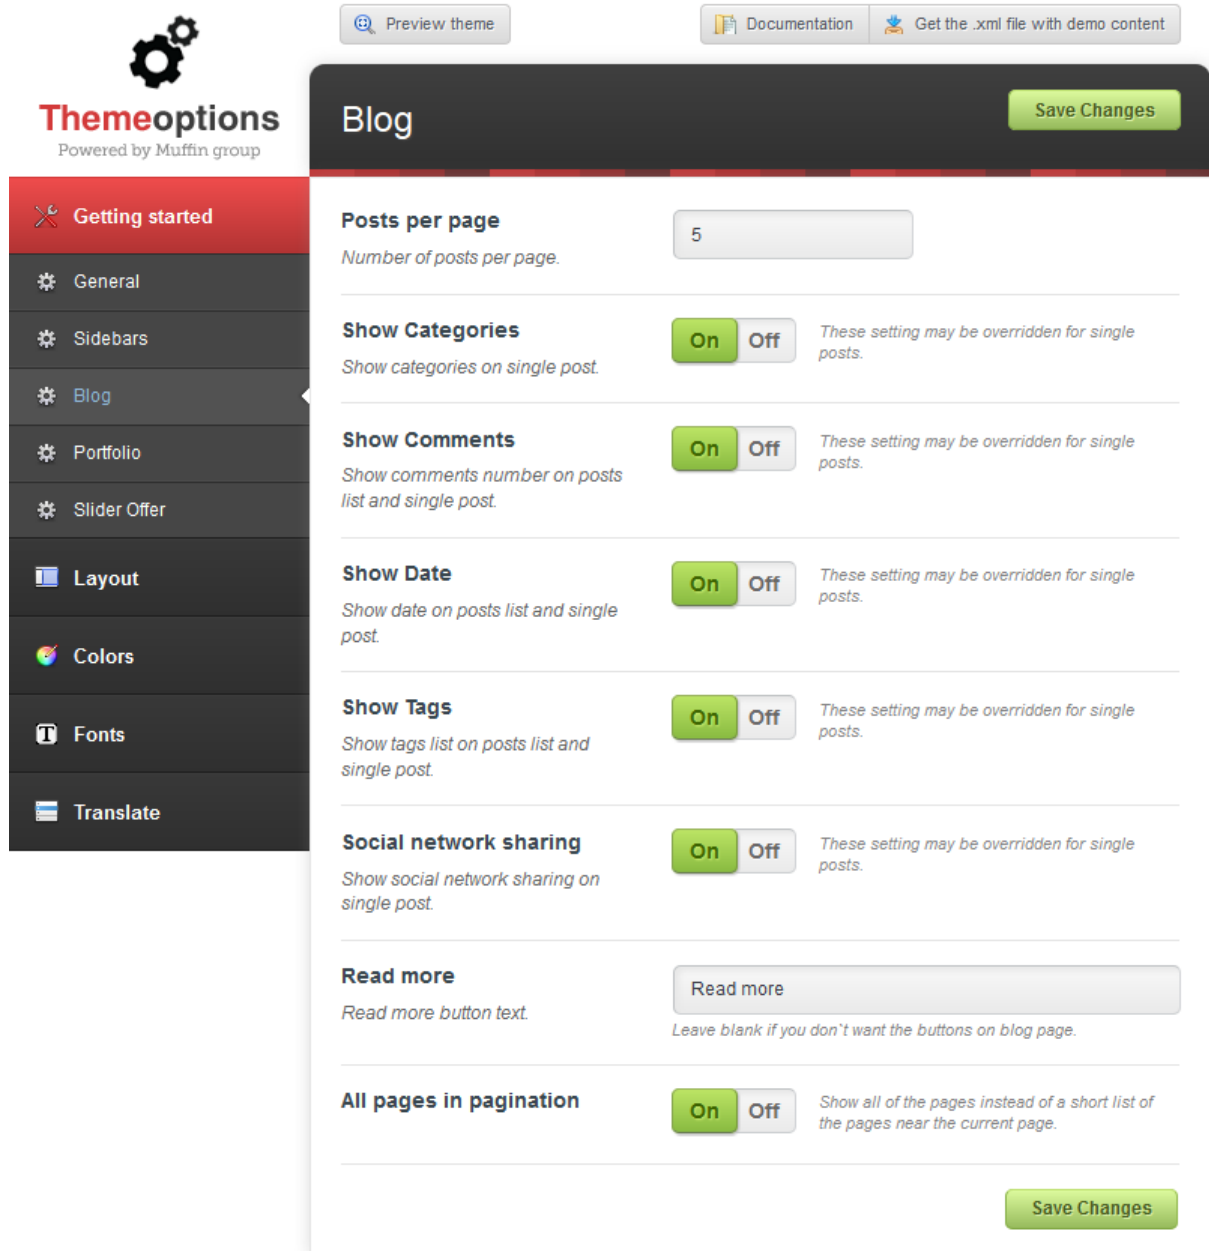 Preview theme
Documentation
Get the .xml file with demo content
Themeoptions
Powered by Muffin group
Blog
Save Changes
Getting started
General
Sidebars
Blog
Portfolio
Slider Offer
Layout
Colors
Fonts
Translate
Posts per page
Number of posts per page.
5
Show Categories
Show categories on single post.
On Off
These setting may be overridden for single
posts.
Show Comments
Show comments number on posts
list and single post.
On Off
These setting may be overridden for single
posts.
Show Date
Show date on posts list and single
post.
On Off
These setting may be overridden for single
posts.
Show Tags
Show tags list on posts list and
single post.
On Off
These setting may be overridden for single
posts.
Social network sharing
Show social network sharing on
single post.
On Off
These setting may be overridden for single
posts.
Read more
Read more button text.
Read more
Leave blank if you don`t want the buttons on blog page.
All pages in pagination
On Off
Show all of the pages instead of a short list of
the pages near the current page.
Save Changes